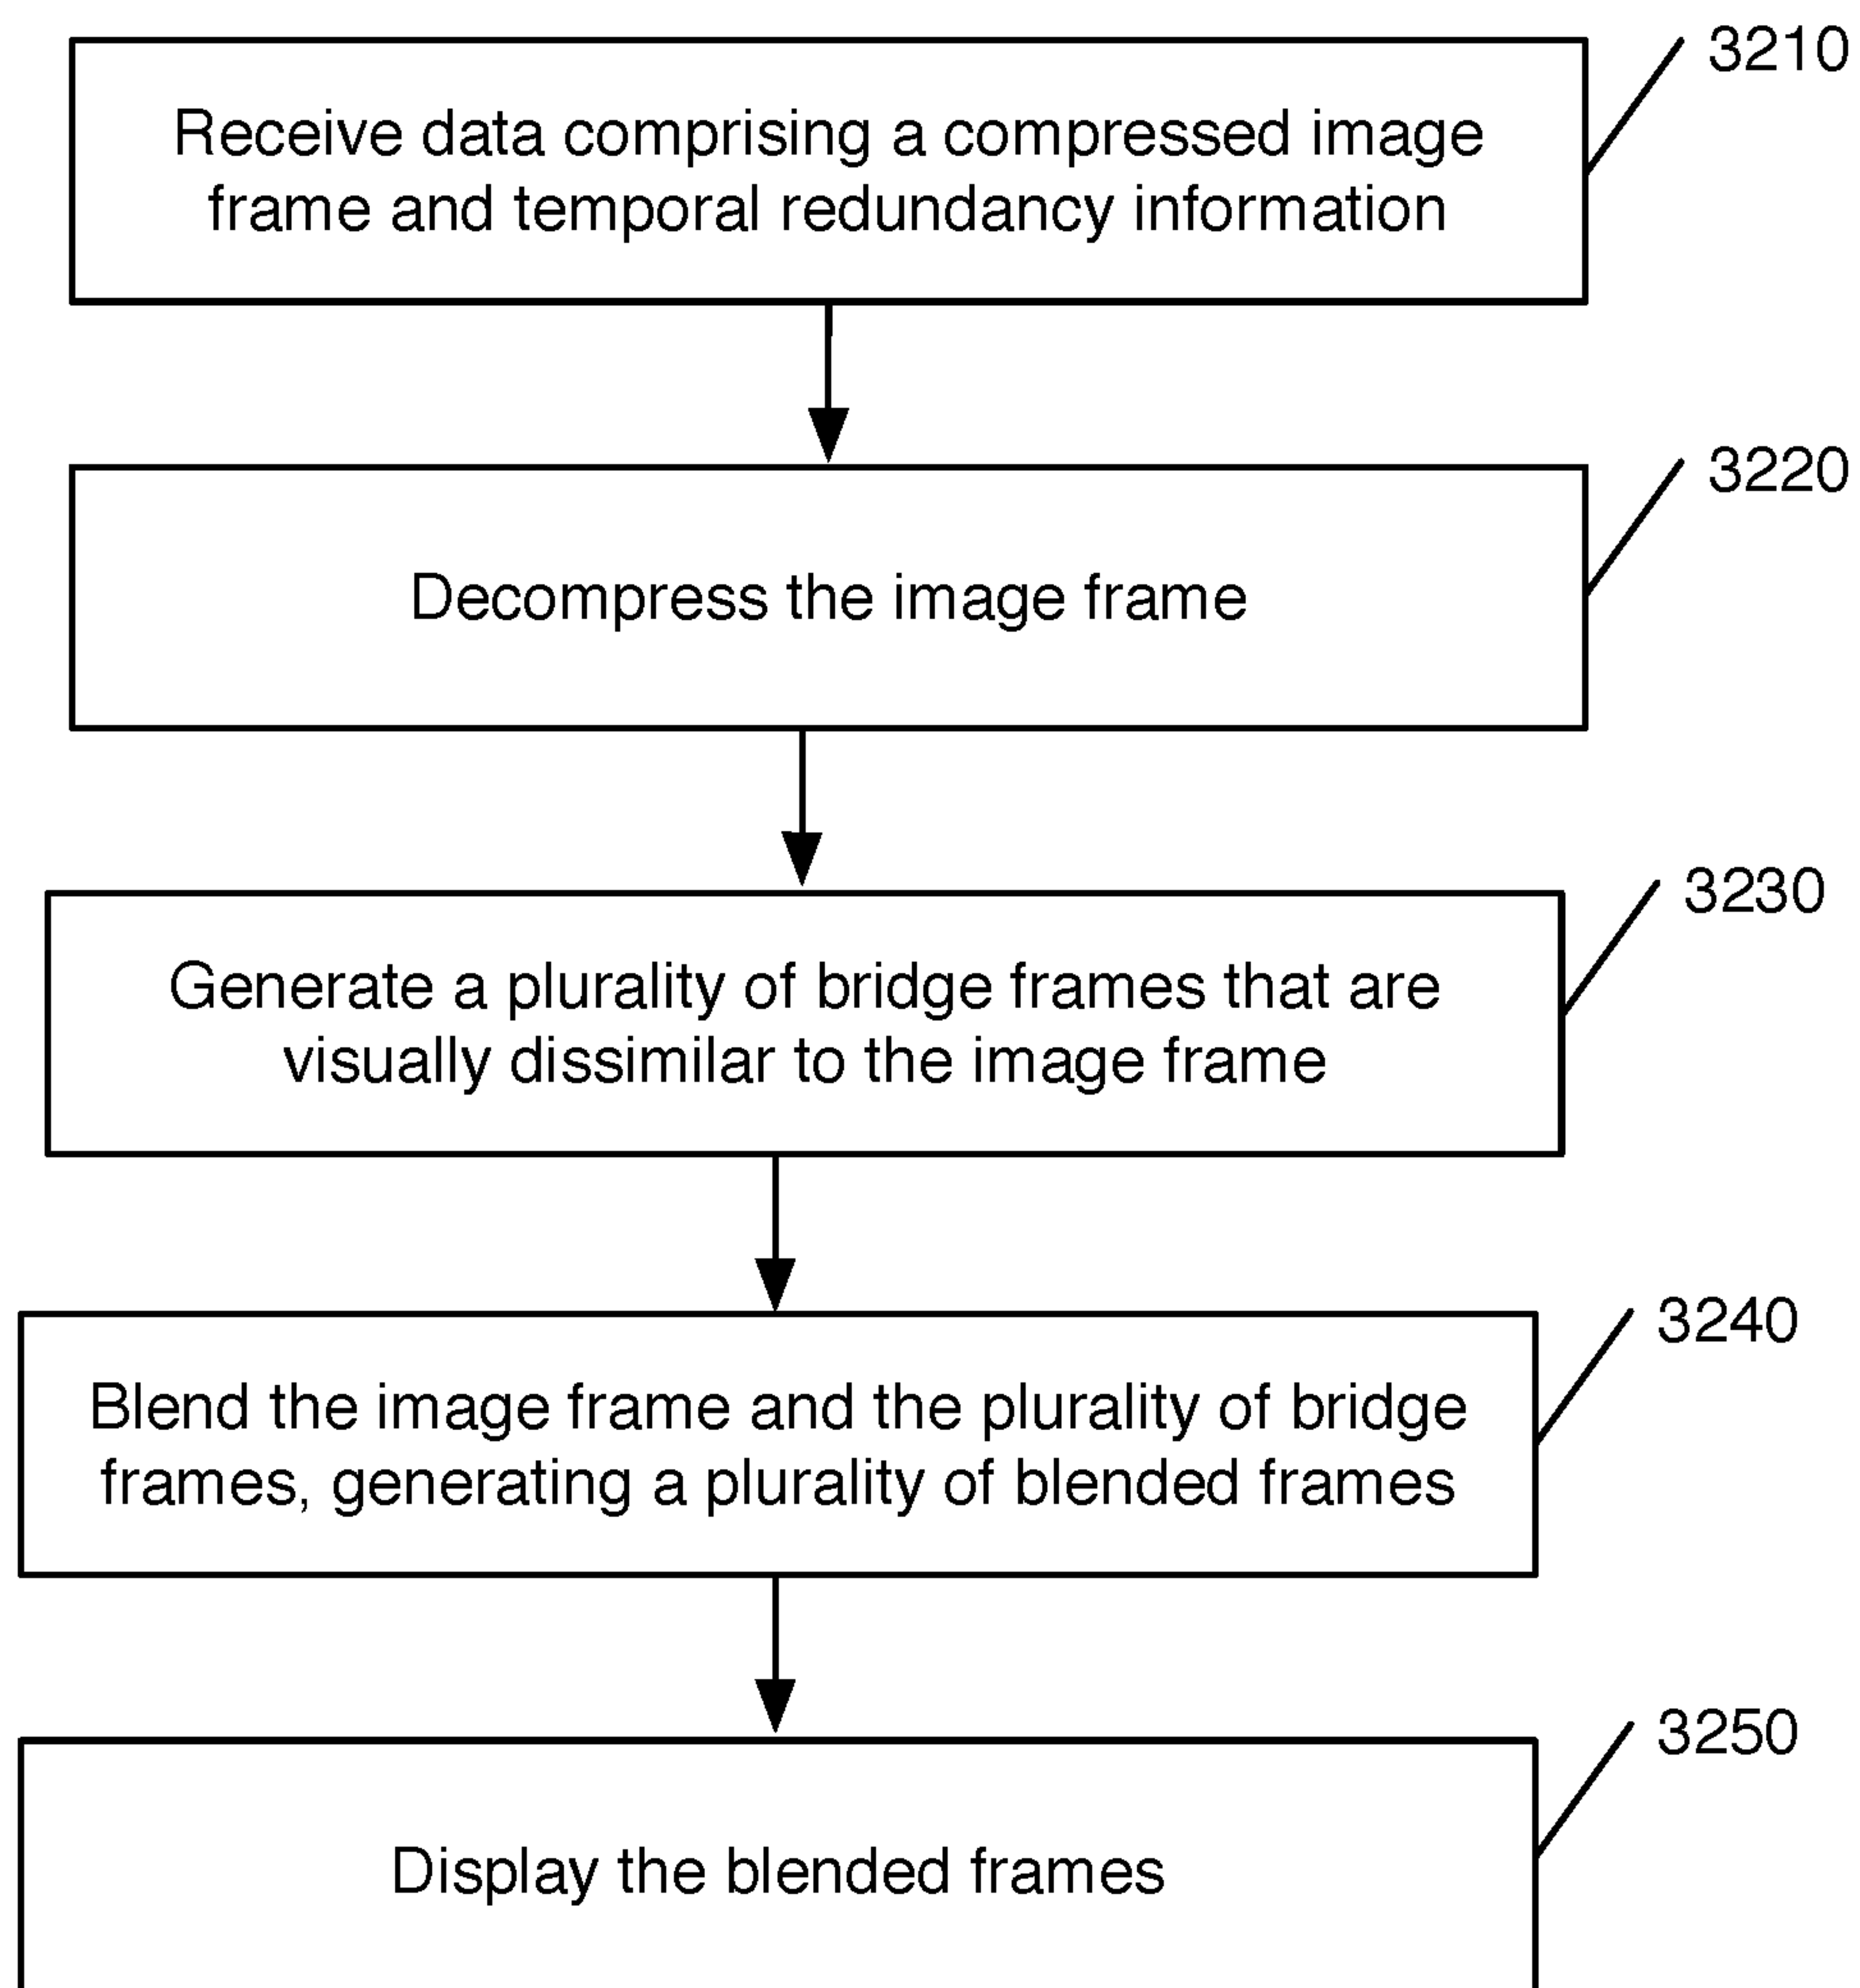 3210
Receive data comprising a compressed image
frame and temporal redundancy information
3220
Decompress the image frame
3230
Generate a plurality of bridge frames that are
visually dissimilar to the image frame
3240
Blend the image frame and the plurality of bridge
frames, generating a plurality of blended frames
3250
Display the blended frames